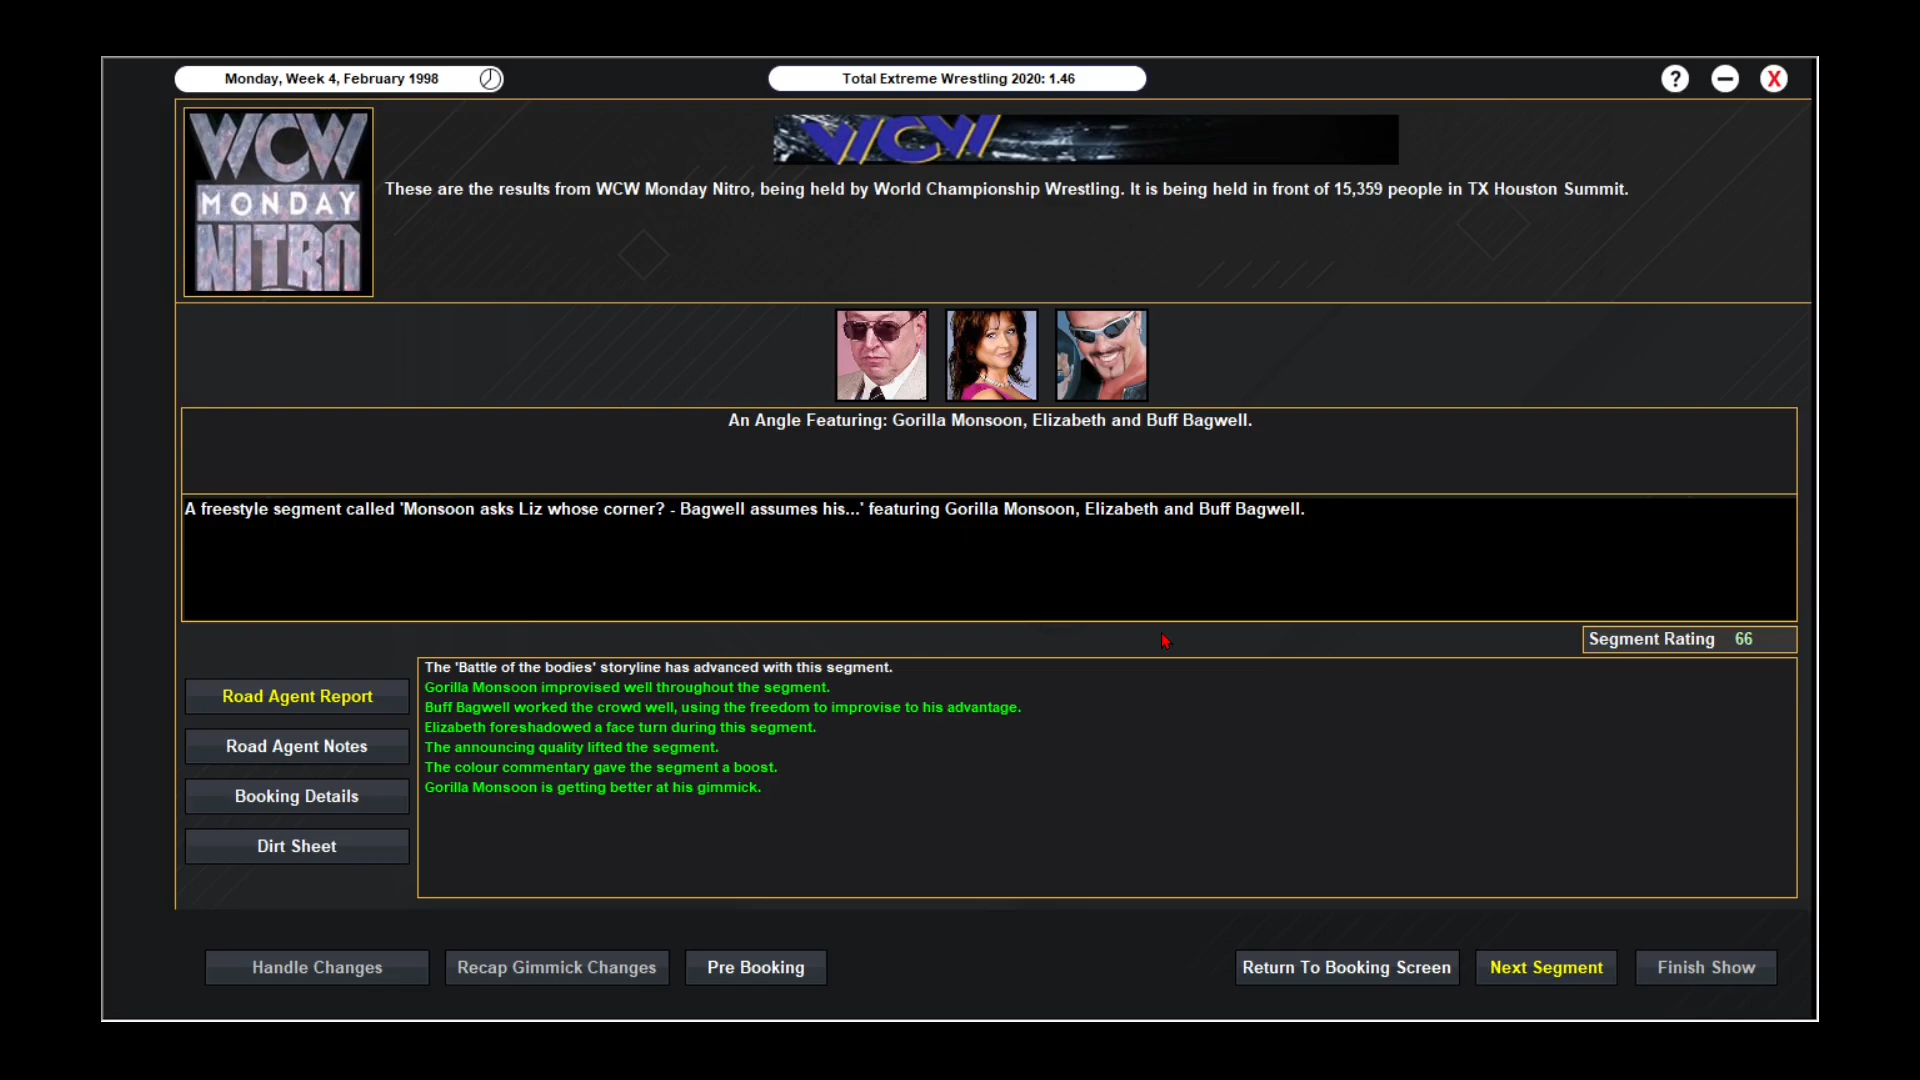 Monday, Week 4, February 1998
Total Extreme Wrestling 2020: 1.46
?
X
WCW
MONDAY
NITRO
WCW
These are the results from WCW Monday Nitro, being held by World Championship Wrestling. It is being held in front of 15,359 people in TX Houston Summit.
An Angle Featuring: Gorilla Monsoon, Elizabeth and Buff Bagwell.
A freestyle segment called 'Monsoon asks Liz whose corner? - Bagwell assumes his...' featuring Gorilla Monsoon, Elizabeth and Buff Bagwell.
Segment Rating 66
Road Agent Report
Road Agent Notes
Booking Details
Dirt Sheet
The 'Battle of the bodies' storyline has advanced with this segment.
Gorilla Monsoon improvised well throughout the segment.
Buff Bagwell worked the crowd well, using the freedom to improvise to his advantage.
Elizabeth foreshadowed a face turn during this segment.
The announcing quality lifted the segment.
The colour commentary gave the segment a boost.
Gorilla Monsoon is getting better at his gimmick.
Handle Changes
Recap Gimmick Changes
Pre Booking
Return To Booking Screen
Next Segment
Finish Show